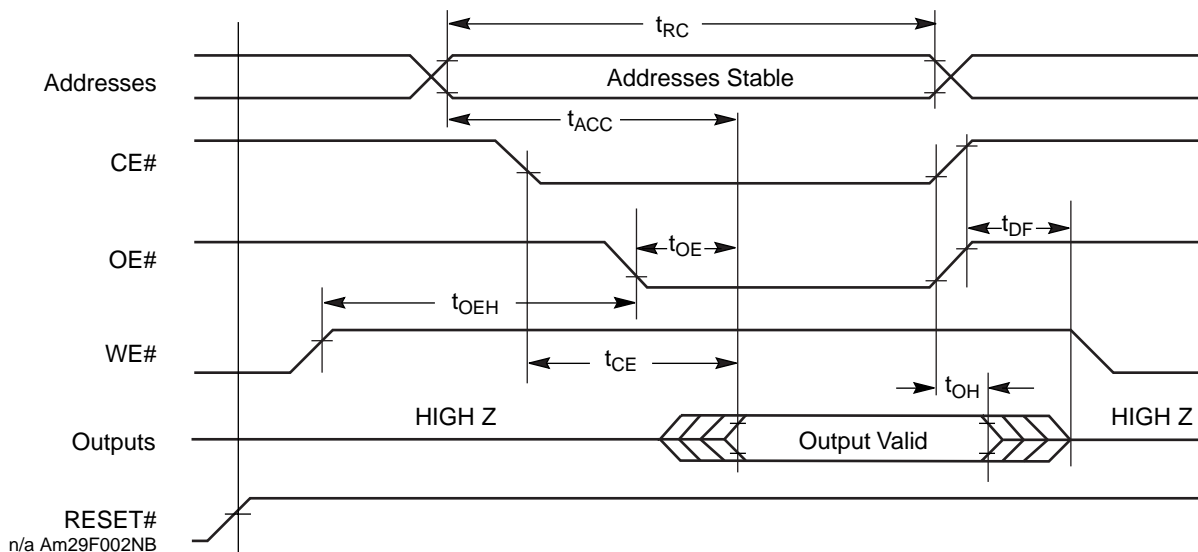 tRC
Addresses
Addresses Stable
tACC
CE#
tOE
tDF
OE#
tOEH
WE#
tCE
tOH
HIGH Z
HIGH Z
Outputs
Output Valid
RESET#
n/a Am29F002NB